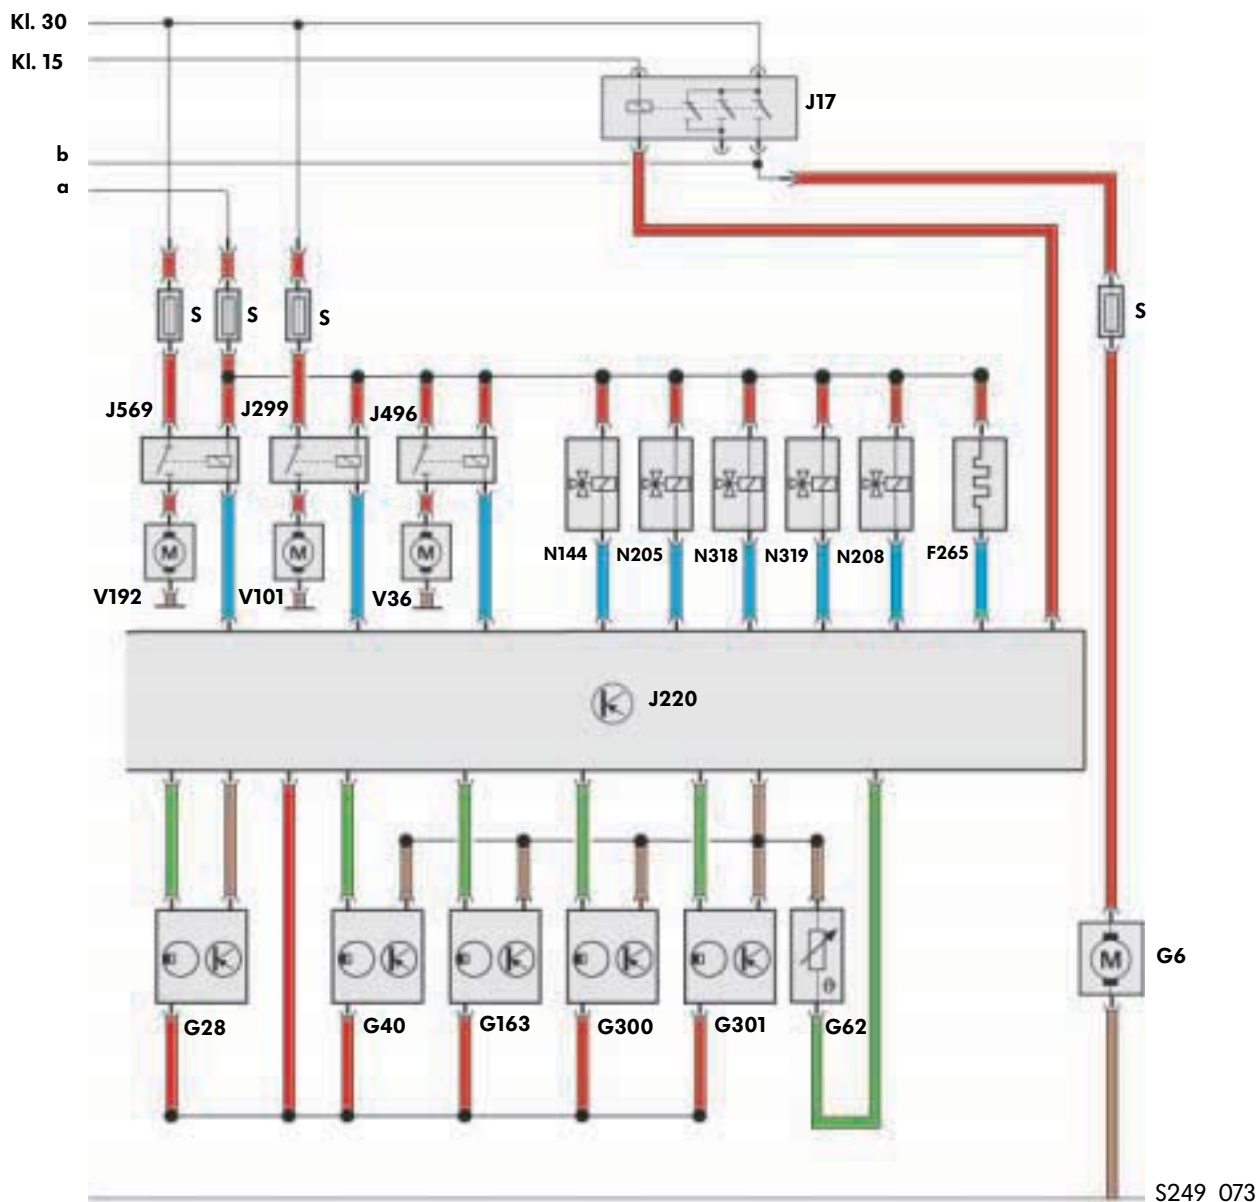 Kl. 30
Kl. 15
J17
b
a
S S S S
J569 J299 J496
M M M
N144 N205 N318 N319 N208 F265
V192 V101 V36
J220
M G6
θ
G28 G40 G163 G300 G301 G62
S249_073